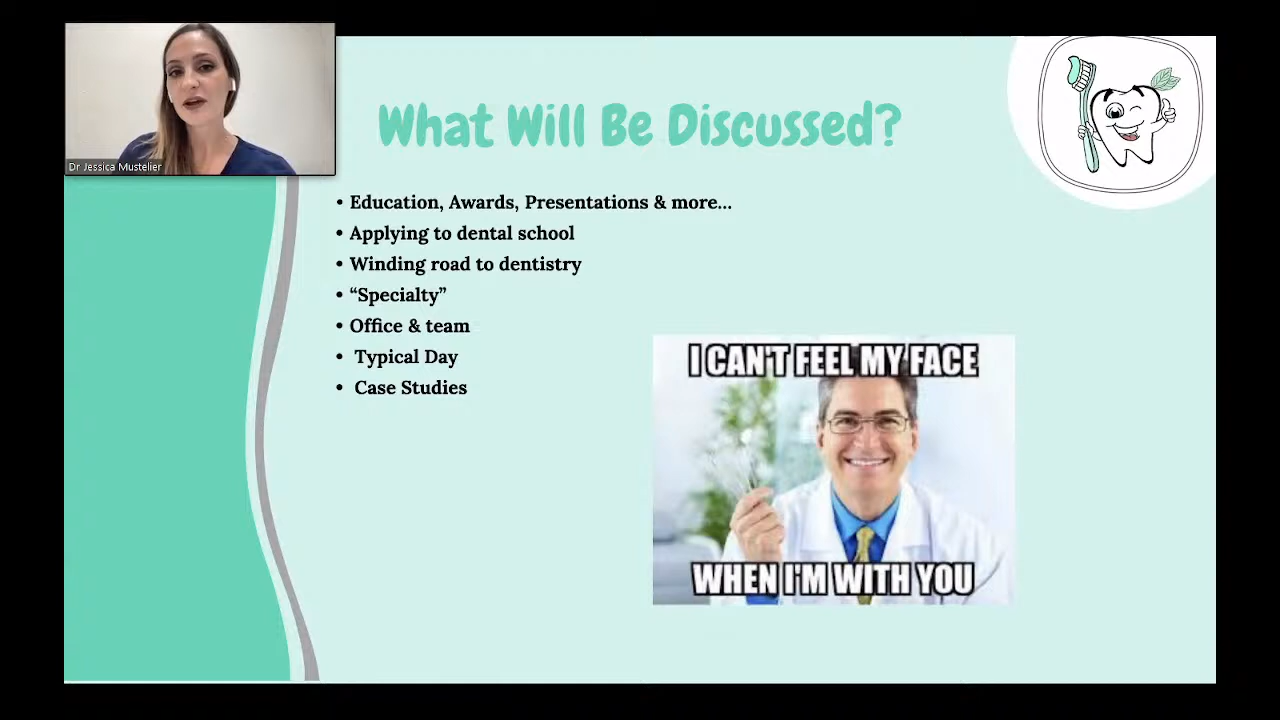 Dr Jessica Mustelier
What Will Be Discussed?
• Education, Awards, Presentations & more...
• Applying to dental school
• Winding road to dentistry
• “Specialty”
• Office & team
• Typical Day
• Case Studies
I CAN'T FEEL MY FACE
WHEN I'M WITH YOU